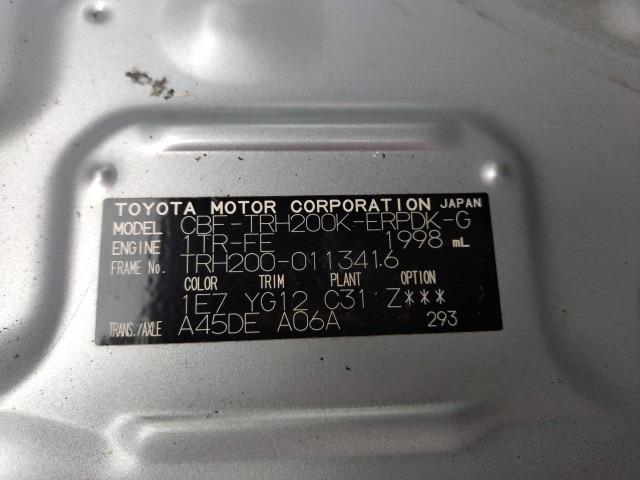 TOYOTA MOTOR CORPORATION JAPAN
MODEL CBF-TRH200K-ERPDK-G
ENGINE 1TR-FE 1998 mL
FRAME No. TRH200-0113416
COLOR TRIM PLANT OPTION
1E7 YG12 C31 Z***
TRANS./AXLE A45DE A06A 293